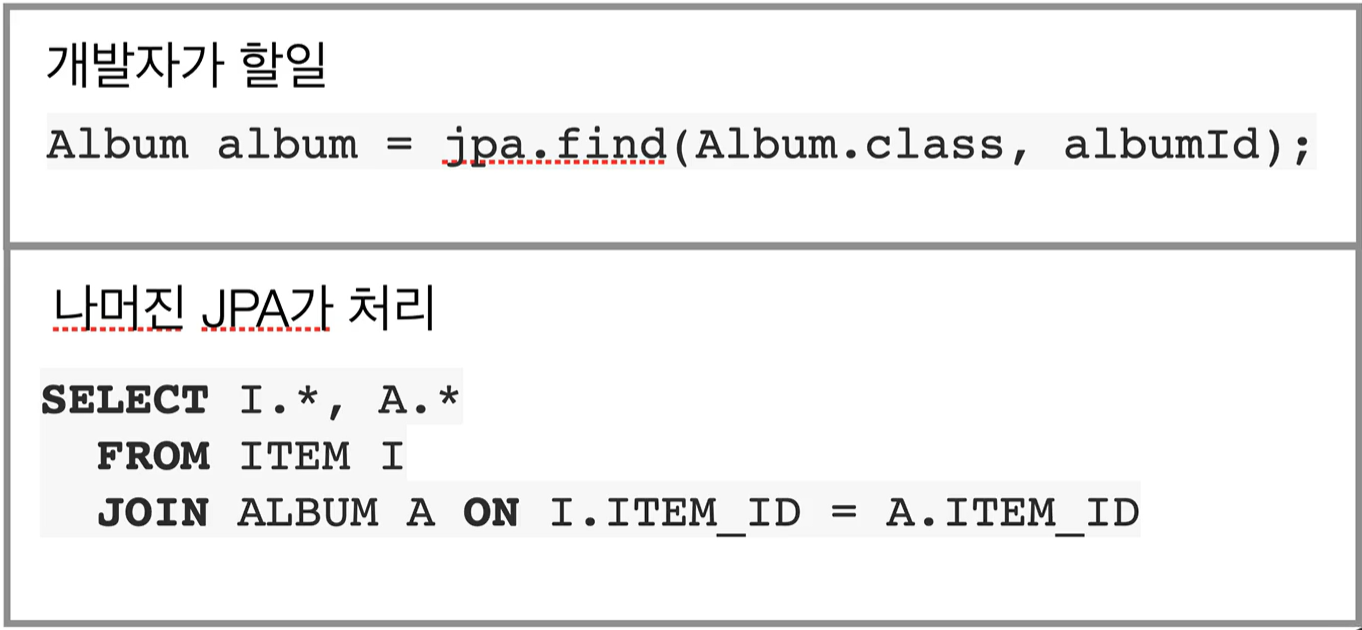 개발자가 할일
Album album = jpa.find(Album.class, albumId);
나머진 JPA가 처리
SELECT I.*, A.*
FROM ITEM I
JOIN ALBUM A ON I.ITEM_ID = A.ITEM_ID